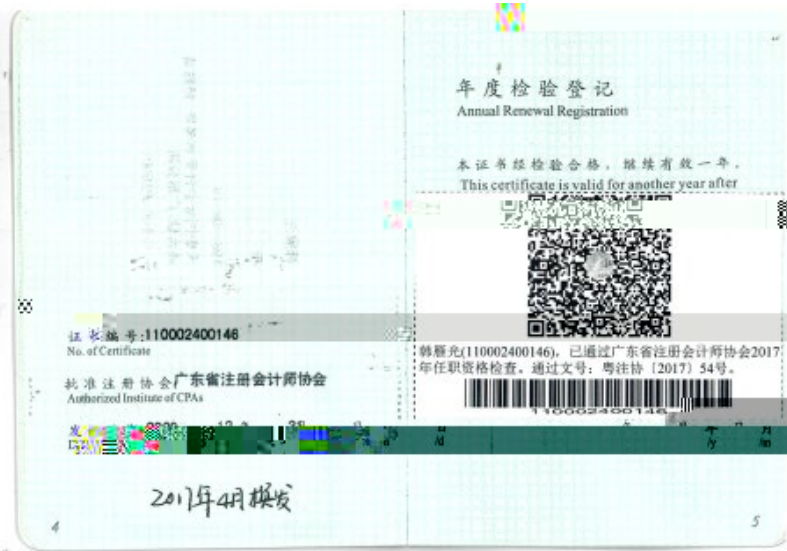 证书编号:110002400146
No. of Certificate
批准注册协会 广东省注册会计师协会
Authorized Institute of CPAs
2017年4月换发
4
年度检验登记
Annual Renewal Registration
本证书经检验合格，继续有效一年。
This certificate is valid for another year after
韩雁光(110002400146)，已通过广东省注册会计师协会2017
年任职资格检查。通过文号：粤注协〔2017〕54号。
110002400146
年 月
/y /m
/d
5